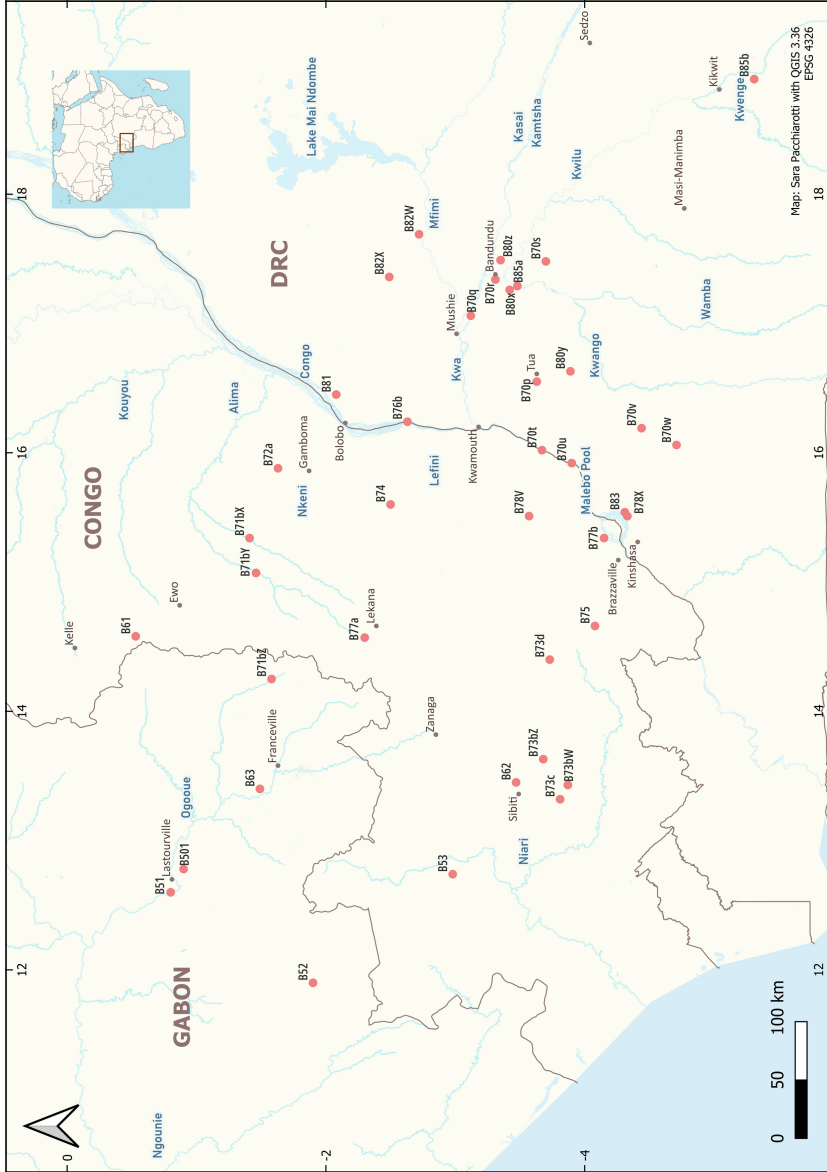 12
14
16
18
0
-2
-4
12
14
16
18
GABON
CONGO
DRC
Ngounie
Ogooue
Niari
Kouyou
Alima
Nkeni
Lefini
Congo
Kwa
Malebo Pool
Kwango
Wamba
Lake Mai Ndombe
Mfimi
Kasai
Kamtsha
Kwilu
Kwenge
Kelle
Ewo
Lastourville
Franceville
Zanaga
Lekana
Gamboma
Bolobo
Sibiti
Kwamouth
Mushie
Bandundu
Tua
Brazzaville
Kinshasa
Masi-Manimba
Kikwit
Sedzo
B51
B501
B52
B53
B61
B62
B63
B71bX
B71bY
B71bZ
B72a
B73bW
B73bZ
B73c
B73d
B74
B75
B76b
B77a
B77b
B78V
B78X
B70p
B70q
B70r
B70s
B70t
B70u
B70v
B70w
B80x
B80y
B80z
B81
B82W
B82X
B83
B85a
B85b
0
50
100 km
Map: Sara Pacchiarotti with QGIS 3.36
EPSG 4326